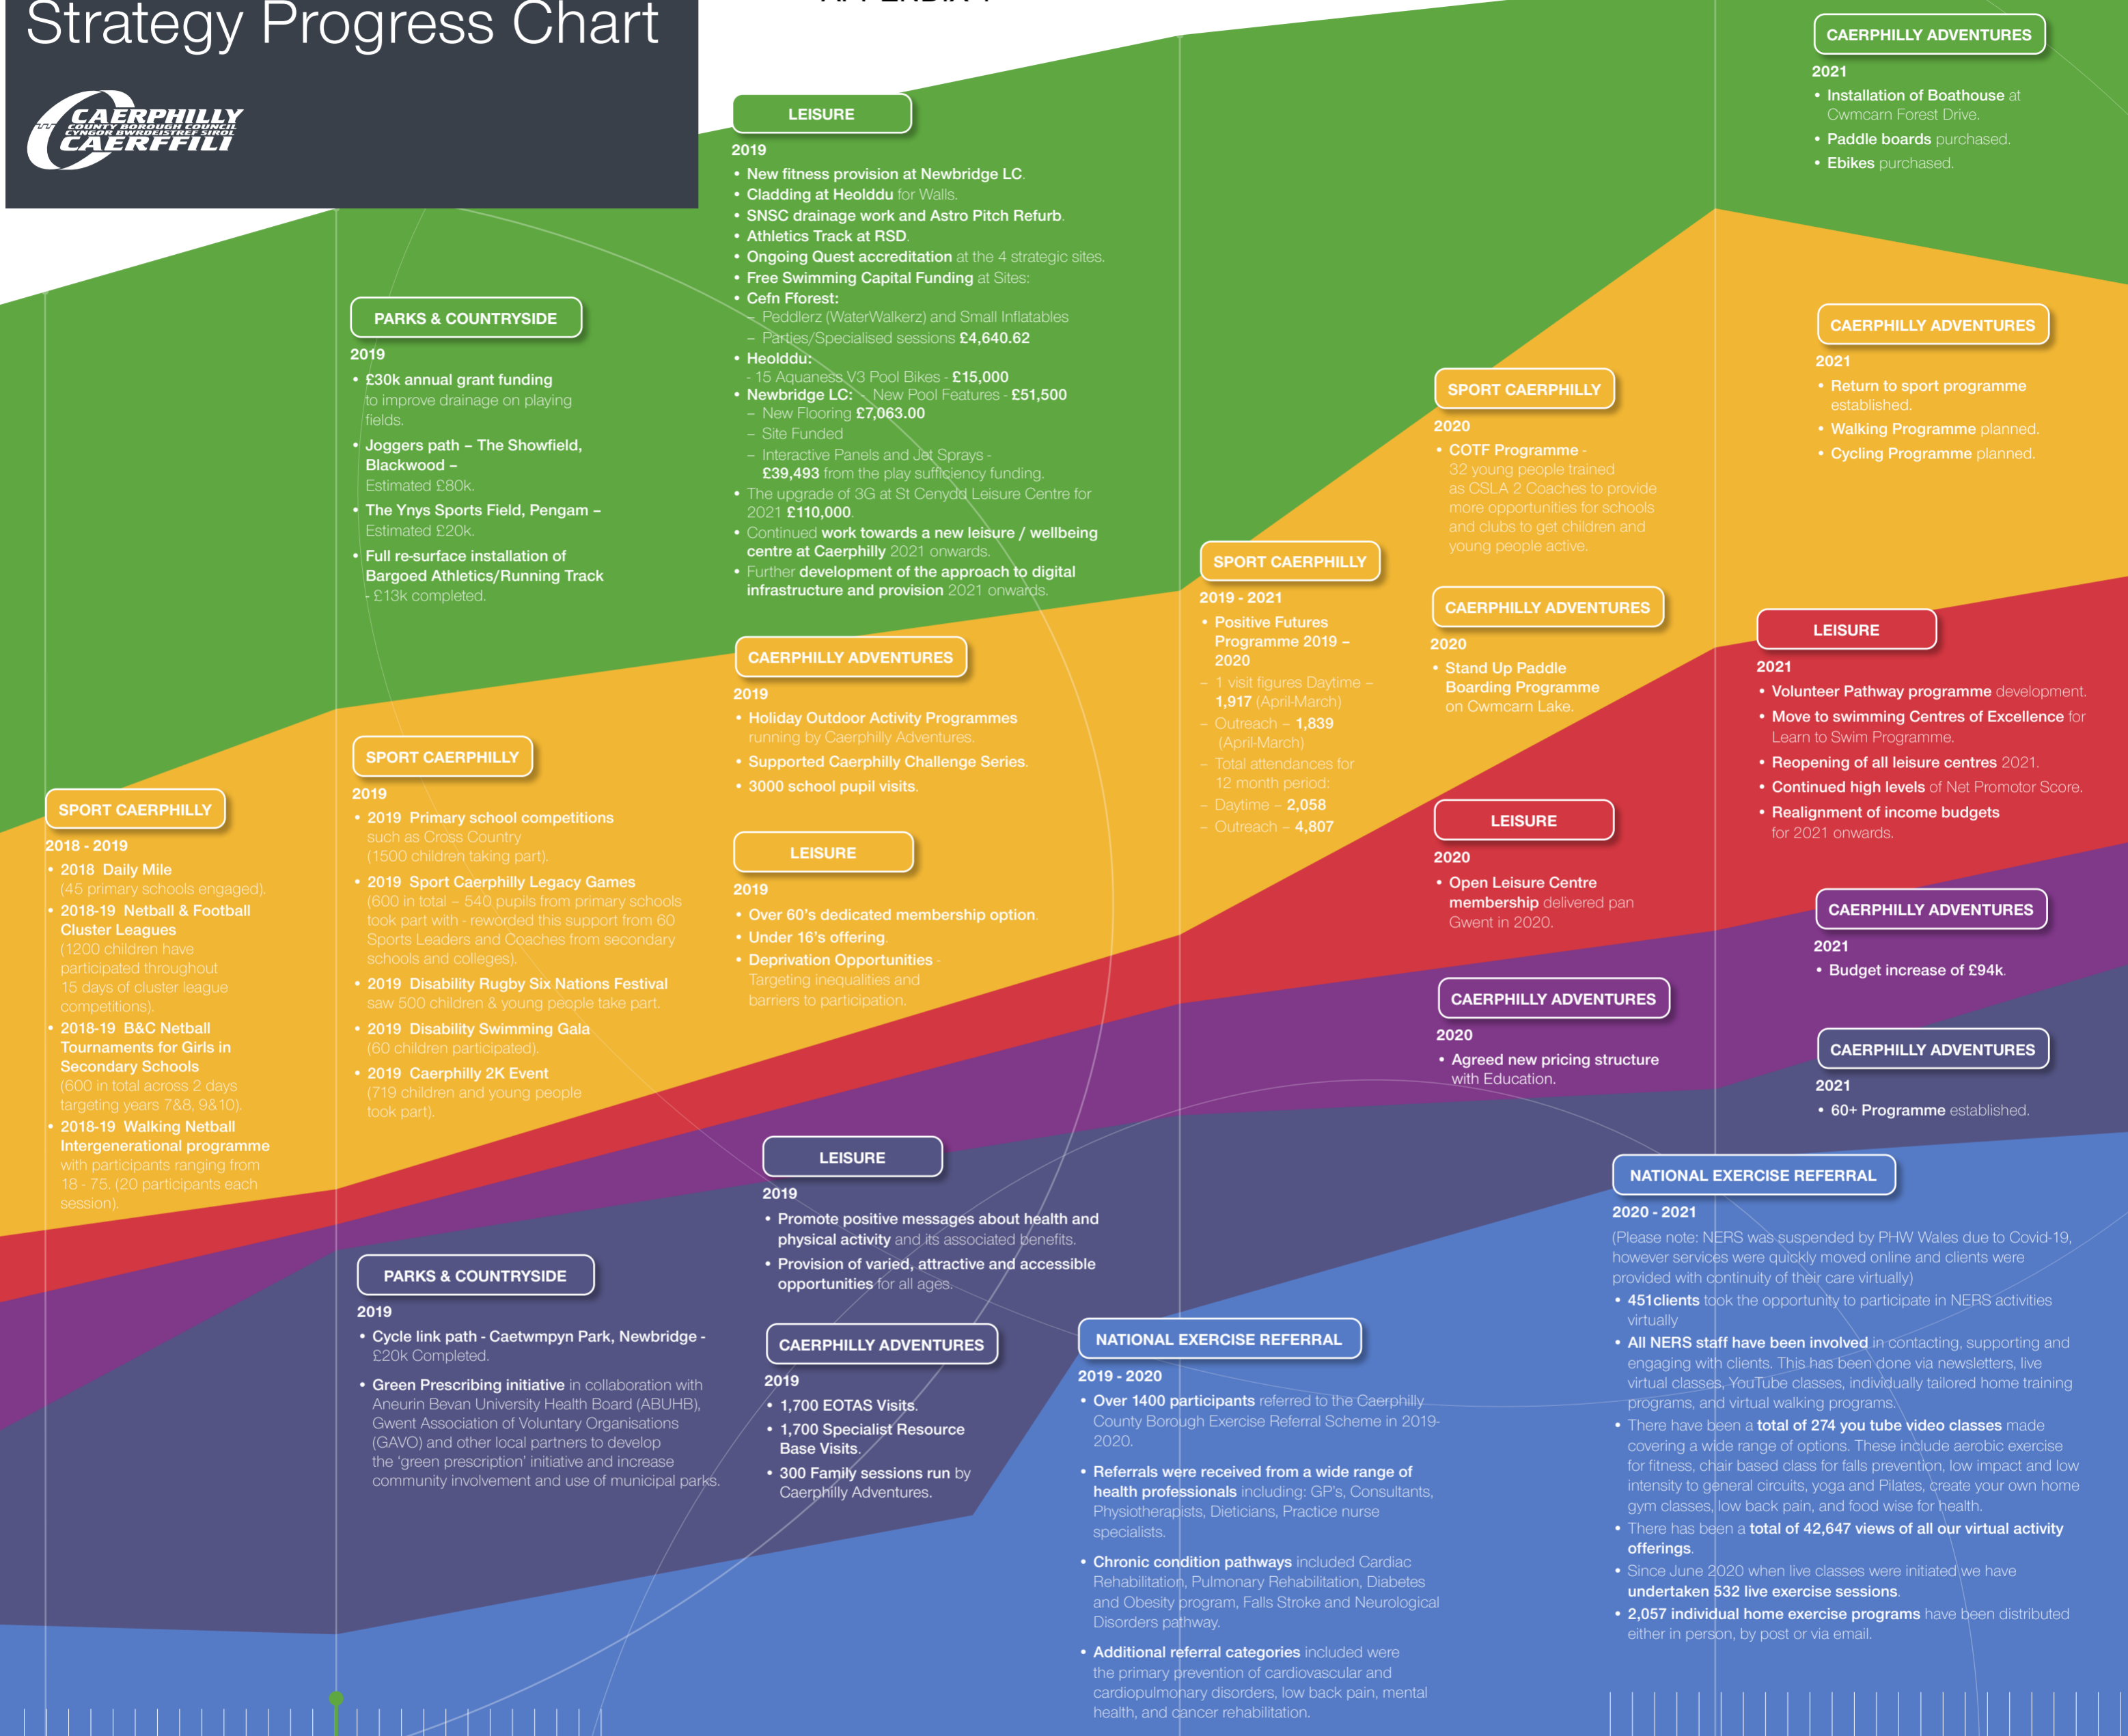 Strategy Progress Chart
CAERPHILLY
COUNTY BOROUGH COUNCIL
CYNGOR BWRDEISTREF SIROL
CAERFFILI
LEISURE
2019
• New fitness provision at Newbridge LC.
• Cladding at Heolddu for Walls.
• SNSC drainage work and Astro Pitch Refurb.
• Athletics Track at RSD.
• Ongoing Quest accreditation at the 4 strategic sites.
• Free Swimming Capital Funding at Sites:
• Cefn Fforest:
– Peddlerz (WaterWalkerz) and Small Inflatables
– Parties/Specialised sessions £4,640.62
• Heolddu:
- 15 Aquaness V3 Pool Bikes - £15,000
• Newbridge LC: - New Pool Features - £51,500
– New Flooring £7,063.00
– Site Funded
– Interactive Panels and Jet Sprays -
£39,493 from the play sufficiency funding.
• The upgrade of 3G at St Cenydd Leisure Centre for
2021 £110,000.
• Continued work towards a new leisure / wellbeing
centre at Caerphilly 2021 onwards.
• Further development of the approach to digital
infrastructure and provision 2021 onwards.
PARKS & COUNTRYSIDE
2019
• £30k annual grant funding
to improve drainage on playing
fields.
• Joggers path – The Showfield,
Blackwood –
Estimated £80k.
• The Ynys Sports Field, Pengam –
Estimated £20k.
• Full re-surface installation of
Bargoed Athletics/Running Track
- £13k completed.
CAERPHILLY ADVENTURES
2021
• Installation of Boathouse at
Cwmcarn Forest Drive.
• Paddle boards purchased.
• Ebikes purchased.
SPORT CAERPHILLY
2018 - 2019
• 2018 Daily Mile
(45 primary schools engaged).
• 2018-19 Netball & Football
Cluster Leagues
(1200 children have
participated throughout
15 days of cluster league
competitions).
• 2018-19 B&C Netball
Tournaments for Girls in
Secondary Schools
(600 in total across 2 days
targeting years 7&8, 9&10).
• 2018-19 Walking Netball
Intergenerational programme
with participants ranging from
18 - 75. (20 participants each
session).
SPORT CAERPHILLY
2019
• 2019 Primary school competitions
such as Cross Country
(1500 children taking part).
• 2019 Sport Caerphilly Legacy Games
(600 in total – 540 pupils from primary schools
took part with - reworded this support from 60
Sports Leaders and Coaches from secondary
schools and colleges).
• 2019 Disability Rugby Six Nations Festival
saw 500 children & young people take part.
• 2019 Disability Swimming Gala
(60 children participated).
• 2019 Caerphilly 2K Event
(719 children and young people
took part).
CAERPHILLY ADVENTURES
2019
• Holiday Outdoor Activity Programmes
running by Caerphilly Adventures.
• Supported Caerphilly Challenge Series.
• 3000 school pupil visits.
LEISURE
2019
• Over 60's dedicated membership option.
• Under 16's offering.
• Deprivation Opportunities -
Targeting inequalities and
barriers to participation.
SPORT CAERPHILLY
2019 - 2021
• Positive Futures
Programme 2019 –
2020
– 1 visit figures Daytime –
1,917 (April-March)
– Outreach – 1,839
(April-March)
– Total attendances for
12 month period:
– Daytime – 2,058
– Outreach – 4,807
SPORT CAERPHILLY
2020
• COTF Programme -
32 young people trained
as CSLA 2 Coaches to provide
more opportunities for schools
and clubs to get children and
young people active.
CAERPHILLY ADVENTURES
2020
• Stand Up Paddle
Boarding Programme
on Cwmcarn Lake.
CAERPHILLY ADVENTURES
2021
• Return to sport programme
established.
• Walking Programme planned.
• Cycling Programme planned.
LEISURE
2020
• Open Leisure Centre
membership delivered pan
Gwent in 2020.
LEISURE
2021
• Volunteer Pathway programme development.
• Move to swimming Centres of Excellence for
Learn to Swim Programme.
• Reopening of all leisure centres 2021.
• Continued high levels of Net Promotor Score.
• Realignment of income budgets
for 2021 onwards.
CAERPHILLY ADVENTURES
2020
• Agreed new pricing structure
with Education.
CAERPHILLY ADVENTURES
2021
• Budget increase of £94k.
CAERPHILLY ADVENTURES
2021
• 60+ Programme established.
PARKS & COUNTRYSIDE
2019
• Cycle link path - Caetwmpyn Park, Newbridge -
£20k Completed.
• Green Prescribing initiative in collaboration with
Aneurin Bevan University Health Board (ABUHB),
Gwent Association of Voluntary Organisations
(GAVO) and other local partners to develop
the 'green prescription' initiative and increase
community involvement and use of municipal parks.
LEISURE
2019
• Promote positive messages about health and
physical activity and its associated benefits.
• Provision of varied, attractive and accessible
opportunities for all ages.
CAERPHILLY ADVENTURES
2019
• 1,700 EOTAS Visits.
• 1,700 Specialist Resource
Base Visits.
• 300 Family sessions run by
Caerphilly Adventures.
NATIONAL EXERCISE REFERRAL
2019 - 2020
• Over 1400 participants referred to the Caerphilly
County Borough Exercise Referral Scheme in 2019-
2020.
• Referrals were received from a wide range of
health professionals including: GP's, Consultants,
Physiotherapists, Dieticians, Practice nurse
specialists.
• Chronic condition pathways included Cardiac
Rehabilitation, Pulmonary Rehabilitation, Diabetes
and Obesity program, Falls Stroke and Neurological
Disorders pathway.
• Additional referral categories included were
the primary prevention of cardiovascular and
cardiopulmonary disorders, low back pain, mental
health, and cancer rehabilitation.
NATIONAL EXERCISE REFERRAL
2020 - 2021
(Please note: NERS was suspended by PHW Wales due to Covid-19,
however services were quickly moved online and clients were
provided with continuity of their care virtually)
• 451clients took the opportunity to participate in NERS activities
virtually
• All NERS staff have been involved in contacting, supporting and
engaging with clients. This has been done via newsletters, live
virtual classes, YouTube classes, individually tailored home training
programs, and virtual walking programs.
• There have been a total of 274 you tube video classes made
covering a wide range of options. These include aerobic exercise
for fitness, chair based class for falls prevention, low impact and low
intensity to general circuits, yoga and Pilates, create your own home
gym classes, low back pain, and food wise for health.
• There has been a total of 42,647 views of all our virtual activity
offerings.
• Since June 2020 when live classes were initiated we have
undertaken 532 live exercise sessions.
• 2,057 individual home exercise programs have been distributed
either in person, by post or via email.